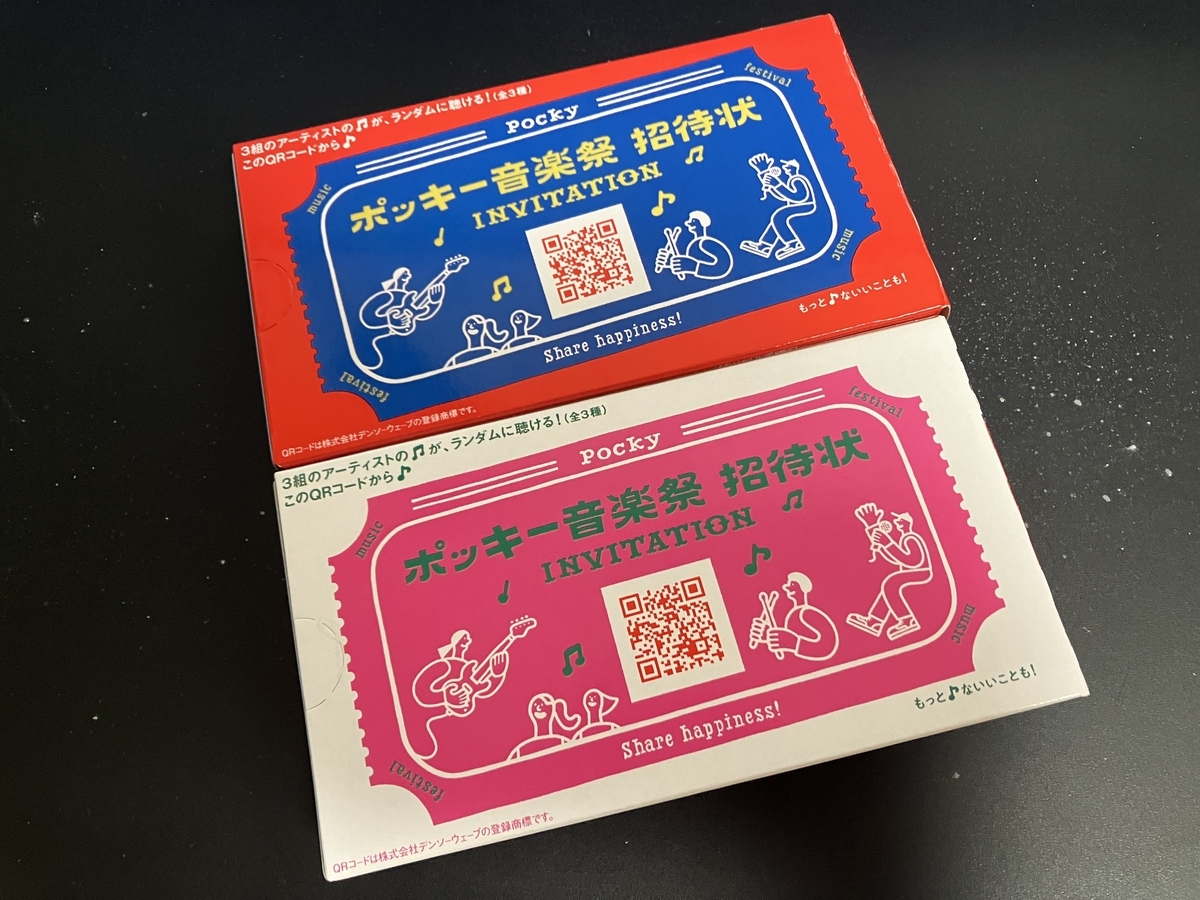 3組のアーティストの♫が、ランダムに聴ける!(全3種)
このQRコードから♪
festival
pocky
music
ポッキー音楽祭 招待状
INVITATION
Share happiness!
music
festival
もっと♪ないいことも!
QRコードは株式会社デンソーウェーブの登録商標です。
3組のアーティストの♫が、ランダムに聴ける!(全3種)
このQRコードから♪
festival
pocky
music
ポッキー音楽祭 招待状
INVITATION
Share happiness!
music
festival
もっと♪ないいことも!
QRコードは株式会社デンソーウェーブの登録商標です。